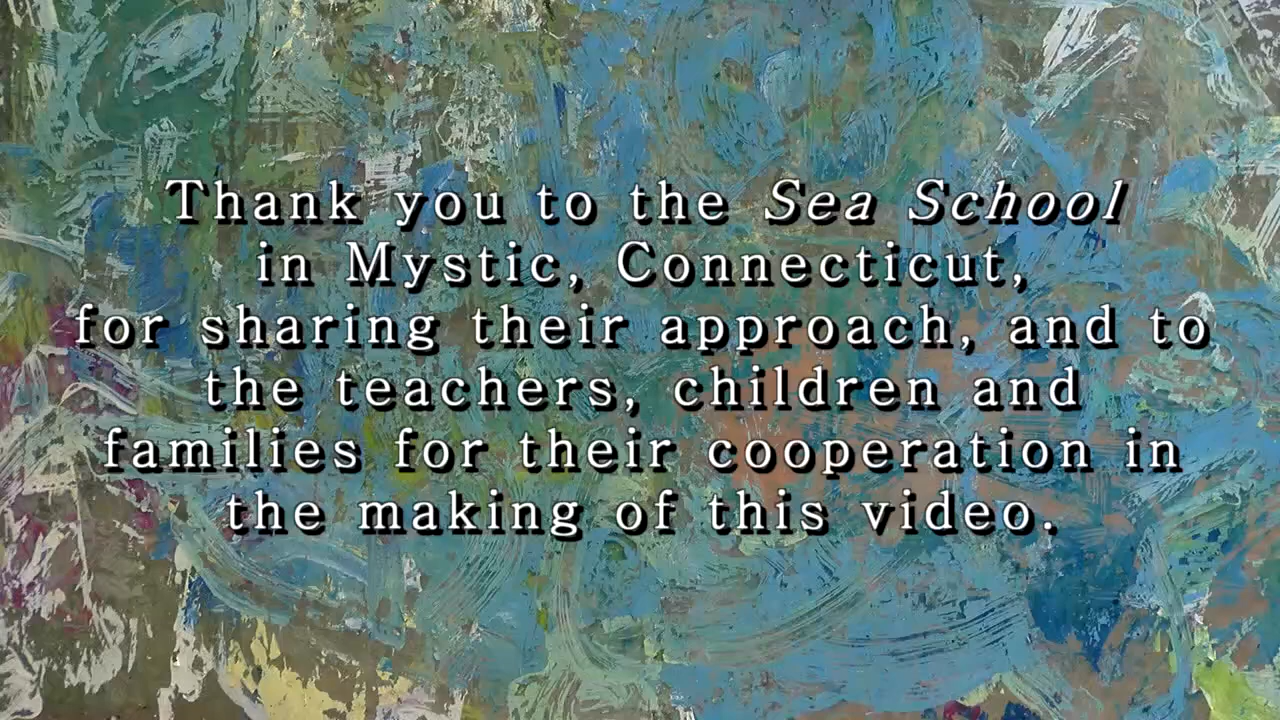 Thank you to the Sea School
in Mystic, Connecticut,
for sharing their approach, and to
the teachers, children and
families for their cooperation in
the making of this video.